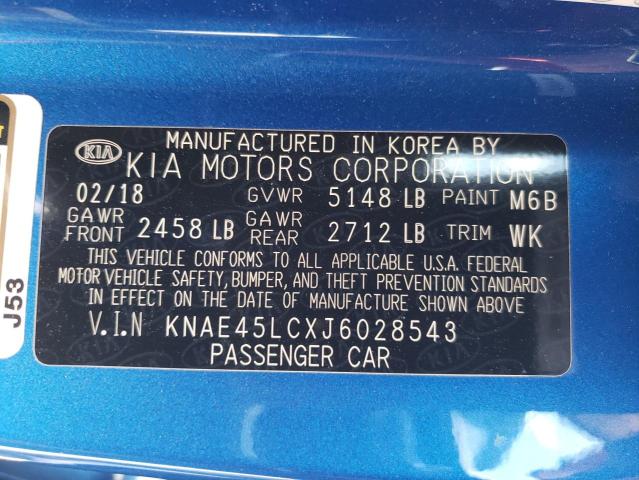 MANUFACTURED IN KOREA BY
KIA KIA MOTORS CORPORATION
02/18 GVWR 5148 LB PAINT M6B
GAWR FRONT 2458 LB GAWR REAR 2712 LB TRIM WK
THIS VEHICLE CONFORMS TO ALL APPLICABLE U.S.A. FEDERAL
MOTOR VEHICLE SAFETY, BUMPER, AND THEFT PREVENTION STANDARDS
IN EFFECT ON THE DATE OF MANUFACTURE SHOWN ABOVE
V.I.N KNAE45LCXJ6028543
PASSENGER CAR
J53